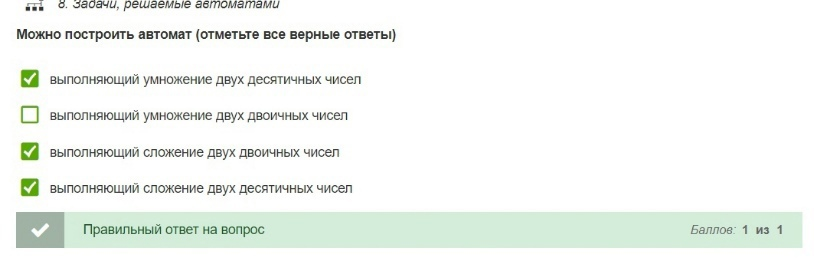 8. Задачи, решаемые автоматами
Можно построить автомат (отметьте все верные ответы)
выполняющий умножение двух десятичных чисел
выполняющий умножение двух двоичных чисел
выполняющий сложение двух двоичных чисел
выполняющий сложение двух десятичных чисел
Правильный ответ на вопрос Баллов: 1 из 1